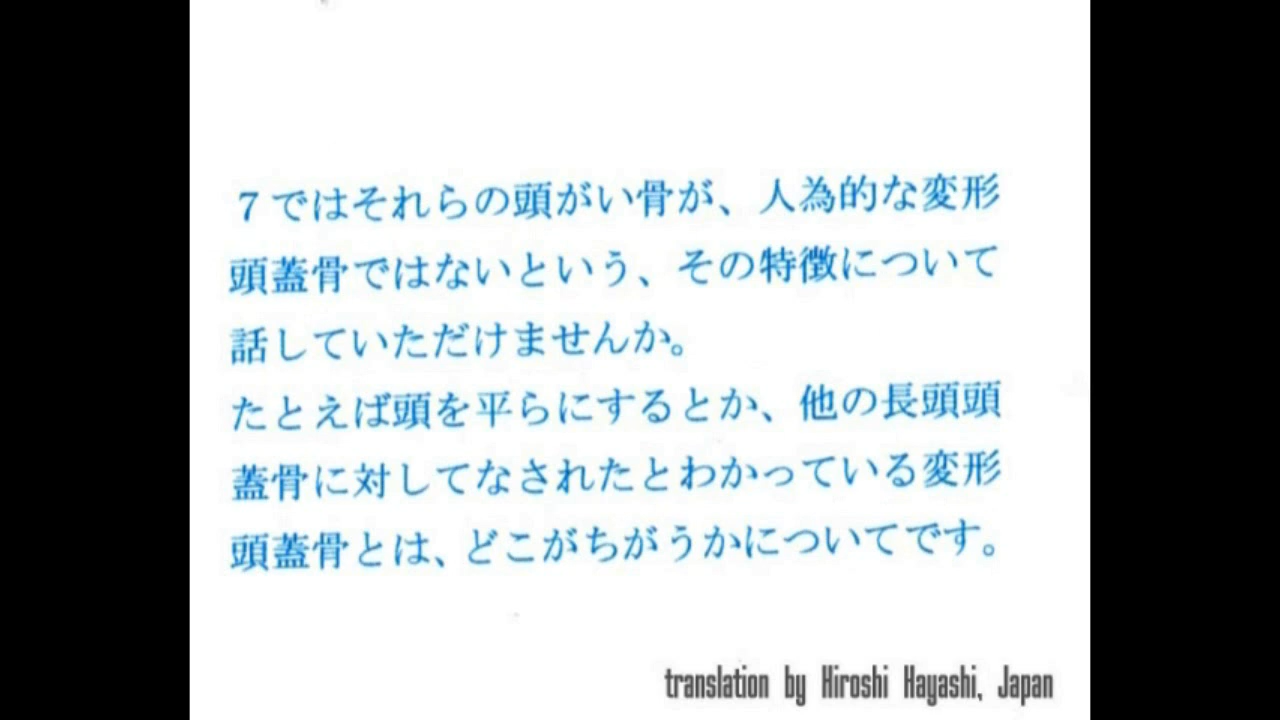 ７ではそれらの頭がい骨が、人為的な変形
頭蓋骨ではないという、その特徴について
話していただけませんか。
たとえば頭を平らにするとか、他の長頭頭
蓋骨に対してなされたとわかっている変形
頭蓋骨とは、どこがちがうかについてです。
translation by Hiroshi Hayashi, Japan